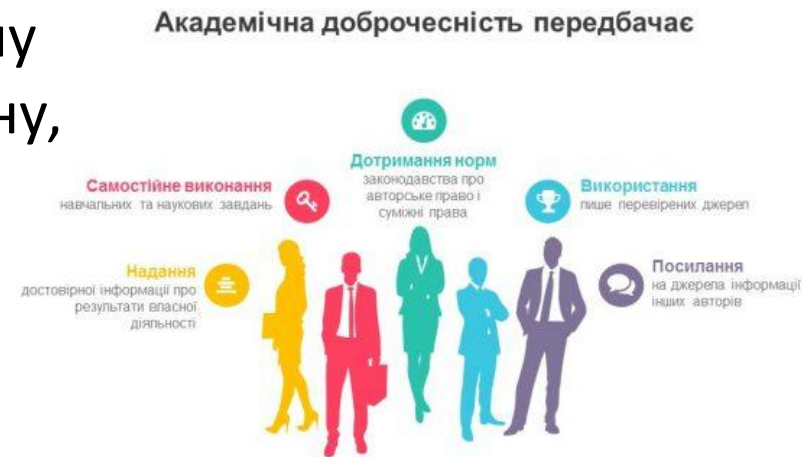 Академічна доброчесність передбачає
му
ну,
Дотримання норм
законодавства про
авторське право і
суміжні права
Самостійне виконання
навчальних та наукових завдань
Використання
лише перевірених джерел
Надання
достовірної інформації про
результати власної
діяльності
Посилання
на джерела інформації
інших авторів